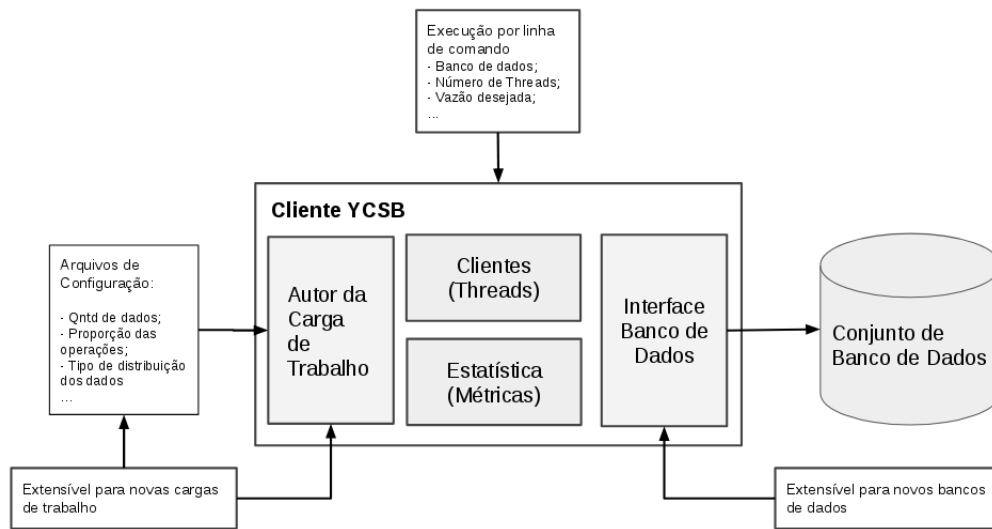 Execução por linha
de comando
- Banco de dados;
- Número de Threads;
- Vazão desejada;
...
Cliente YCSB
Arquivos de
Configuração:
- Qntd de dados;
- Proporção das
operações;
- Tipo de distribuição
dos dados
...
Autor da
Carga
de
Trabalho
Clientes
(Threads)
Estatística
(Métricas)
Interface
Banco de
Dados
Conjunto de
Banco de Dados
Extensível para novas cargas
de trabalho
Extensível para novos bancos
de dados